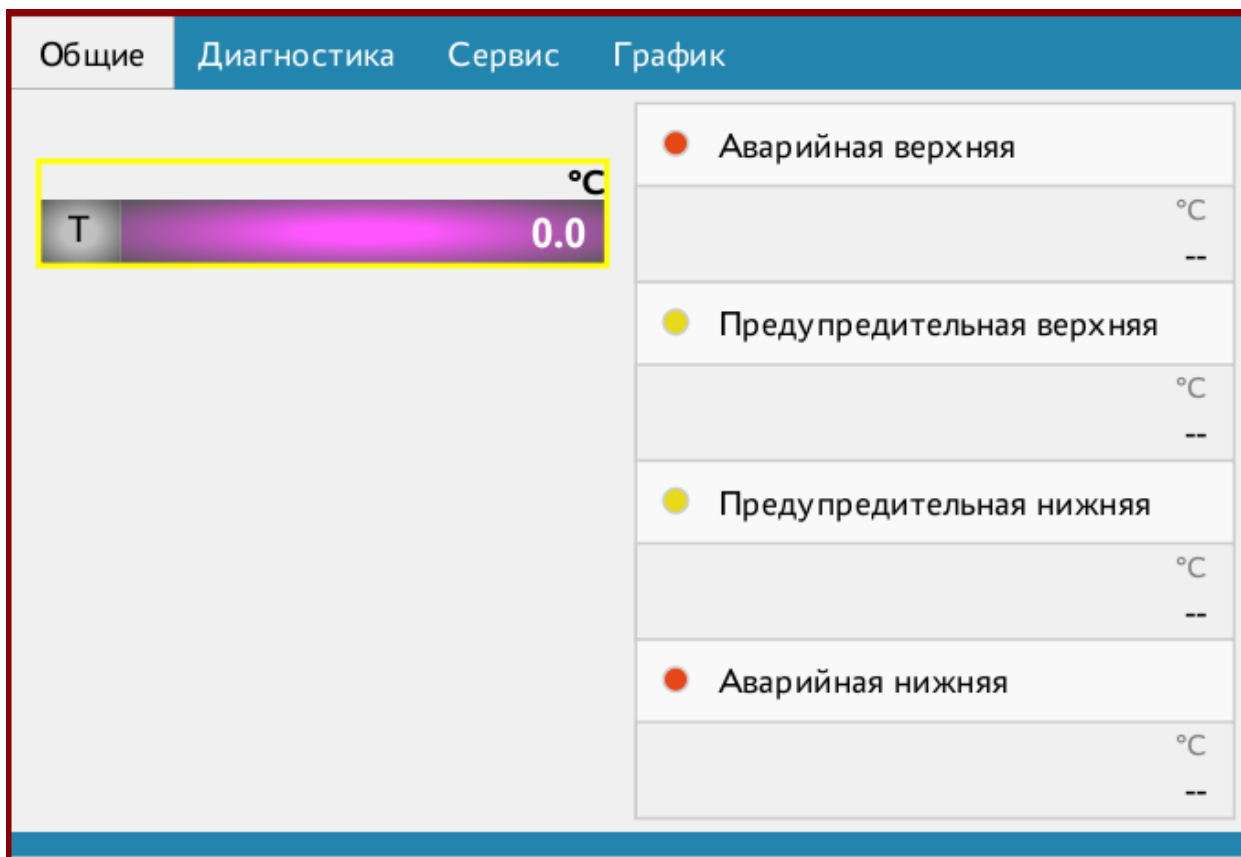 Общие Диагностика Сервис График
°C
T 0.0
Аварийная верхняя
°C
--
Предупредительная верхняя
°C
--
Предупредительная нижняя
°C
--
Аварийная нижняя
°C
--